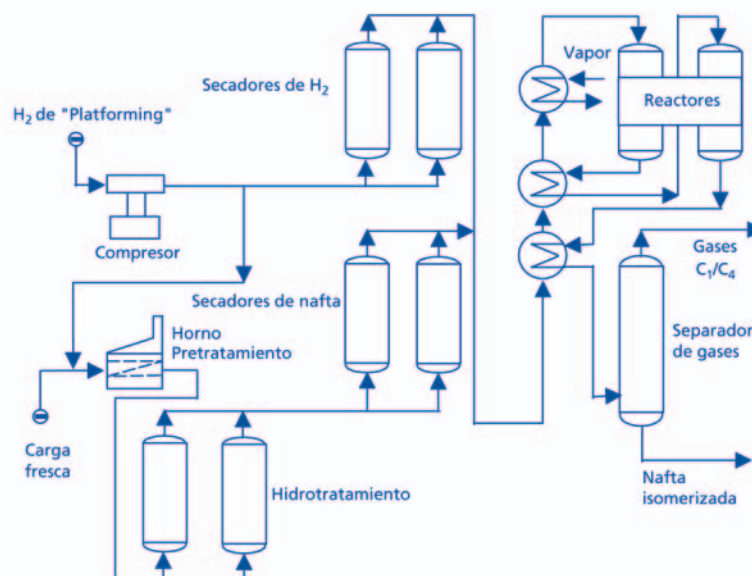 Secadores de H2
H2 de "Platforming"
Compresor
Vapor
Reactores
Gases
C1/C4
Secadores de nafta
Horno
Pretratamiento
Separador
de gases
Carga
fresca
Hidrotratamiento
Nafta
isomerizada